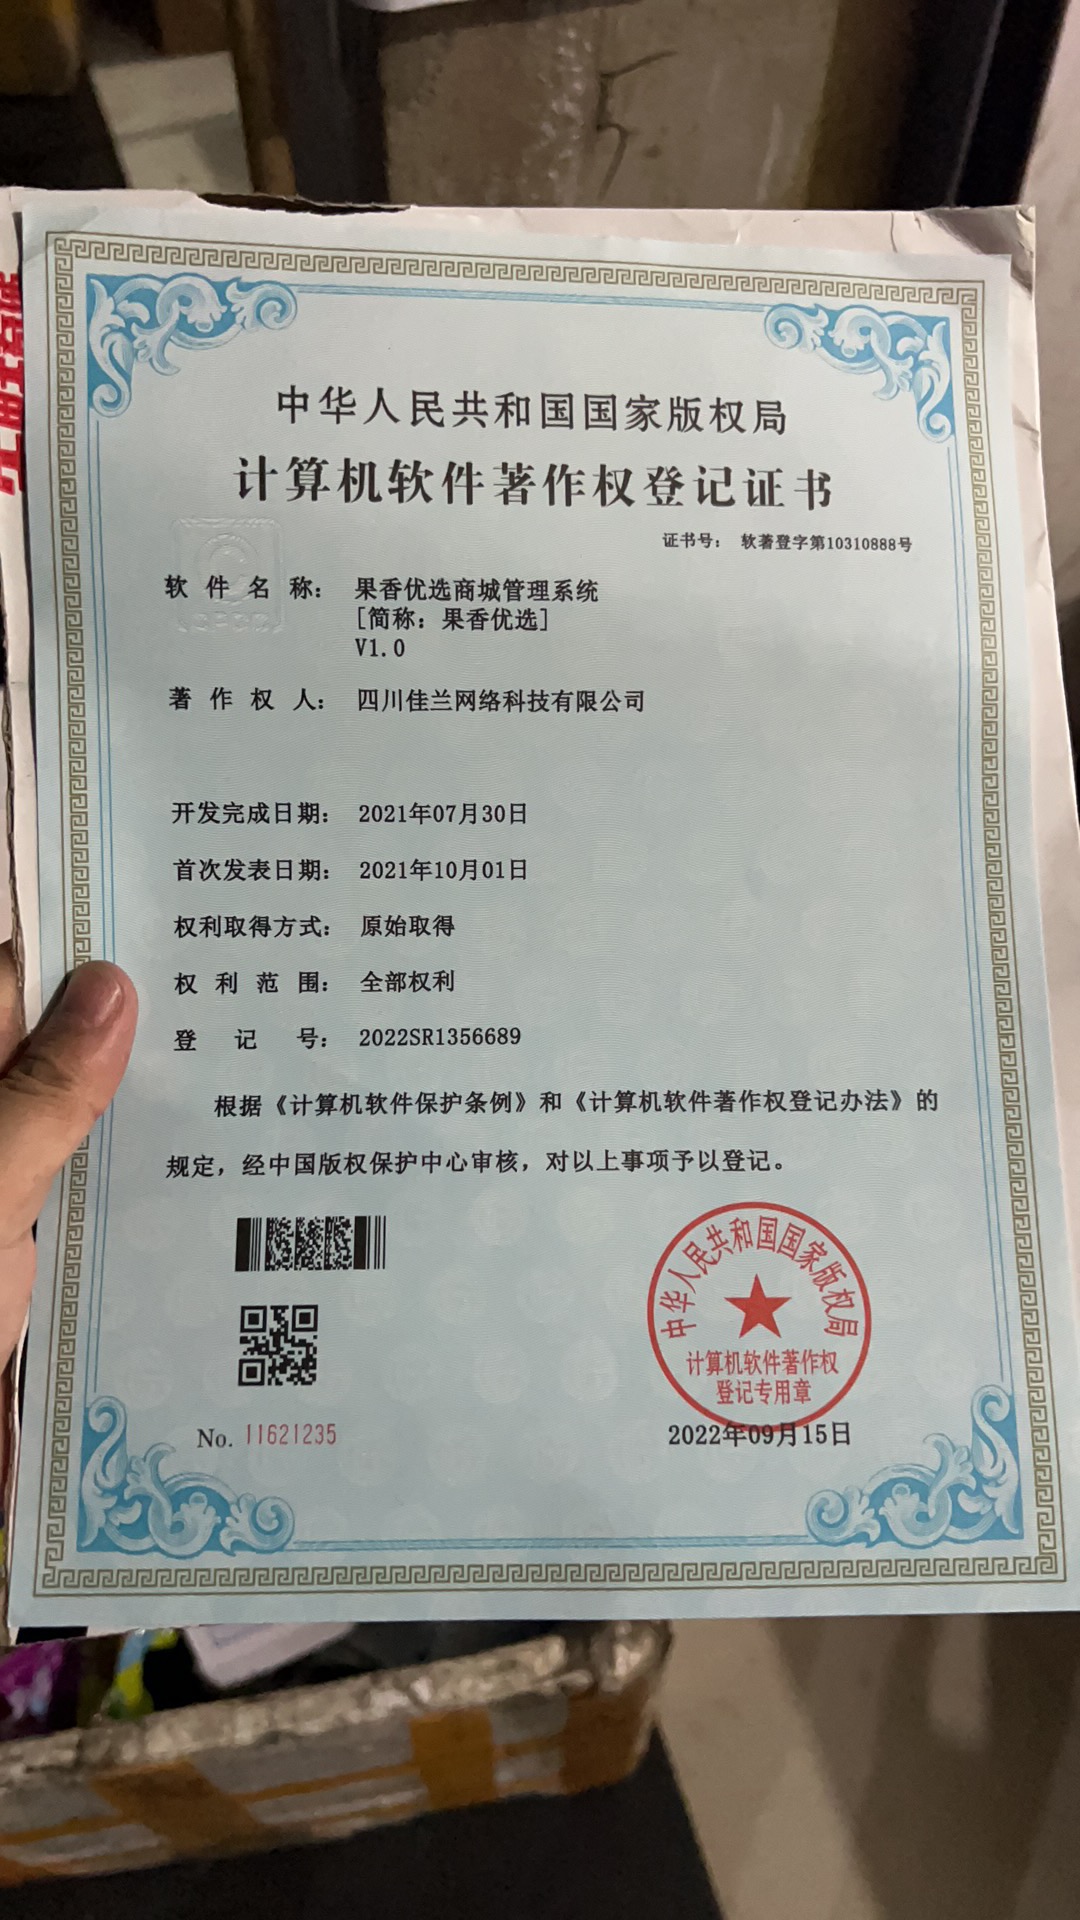 中华人民共和国国家版权局
计算机软件著作权登记证书
证书号： 软著登字第10310888号
软件名称： 果香优选商城管理系统
[简称：果香优选]
V1.0
著作权人： 四川佳兰网络科技有限公司
开发完成日期： 2021年07月30日
首次发表日期： 2021年10月01日
权利取得方式： 原始取得
权利范围： 全部权利
登记号： 2022SR1356689
根据《计算机软件保护条例》和《计算机软件著作权登记办法》的
规定，经中国版权保护中心审核，对以上事项予以登记。
中华人民共和国国家版权局
计算机软件著作权
登记专用章
No. 11621235
2022年09月15日